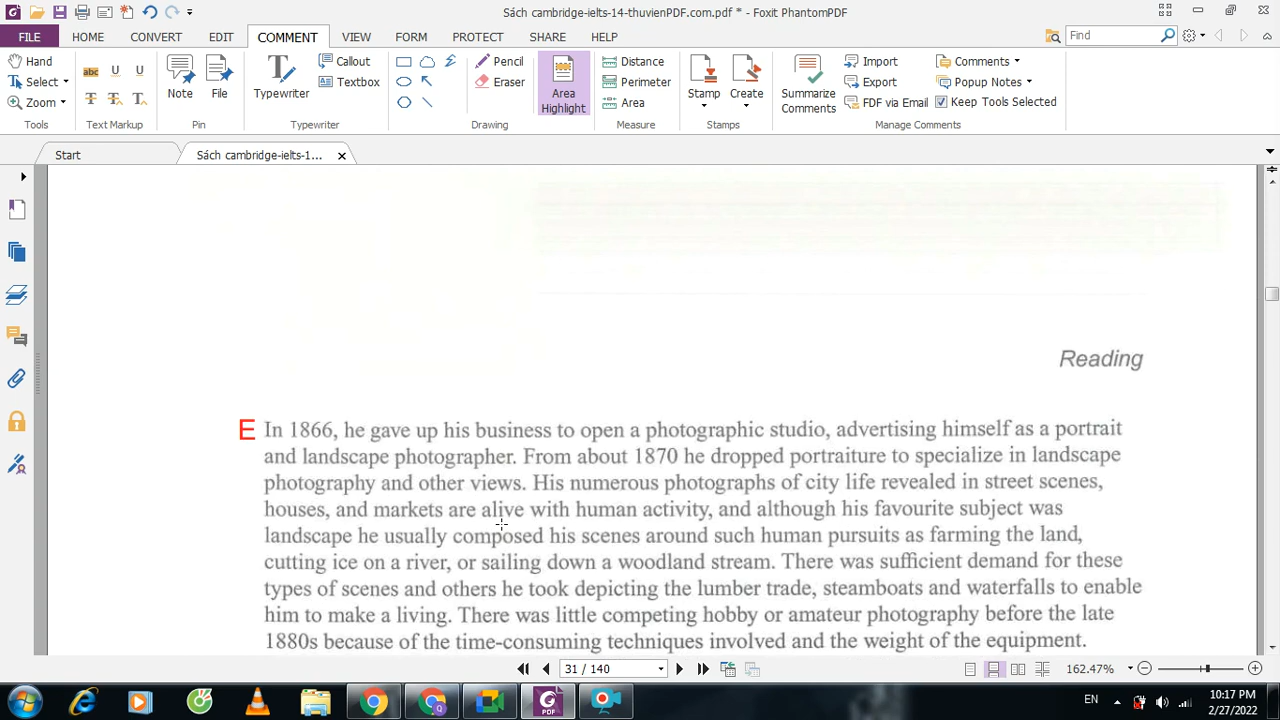 Sách cambridge-ielts-14-thuvienPDF.com.pdf * - Foxit PhantomPDF
FILE HOME CONVERT EDIT COMMENT VIEW FORM PROTECT SHARE HELP Find
Hand Select Zoom Tools
abc U U T T T Text Markup
Note File Pin
Typewriter Callout Textbox Typewriter
Pencil Eraser Drawing
Area Highlight
Distance Perimeter Area Measure
Stamp Create Stamps
Summarize Comments Import Export FDF via Email Comments Popup Notes Keep Tools Selected Manage Comments
Start Sách cambridge-ielts-1...
Reading
E In 1866, he gave up his business to open a photographic studio, advertising himself as a portrait
and landscape photographer. From about 1870 he dropped portraiture to specialize in landscape
photography and other views. His numerous photographs of city life revealed in street scenes,
houses, and markets are alive with human activity, and although his favourite subject was
landscape he usually composed his scenes around such human pursuits as farming the land,
cutting ice on a river, or sailing down a woodland stream. There was sufficient demand for these
types of scenes and others he took depicting the lumber trade, steamboats and waterfalls to enable
him to make a living. There was little competing hobby or amateur photography before the late
1880s because of the time-consuming techniques involved and the weight of the equipment.
31 / 140 162.47%
PDF EN 10:17 PM
2/27/2022